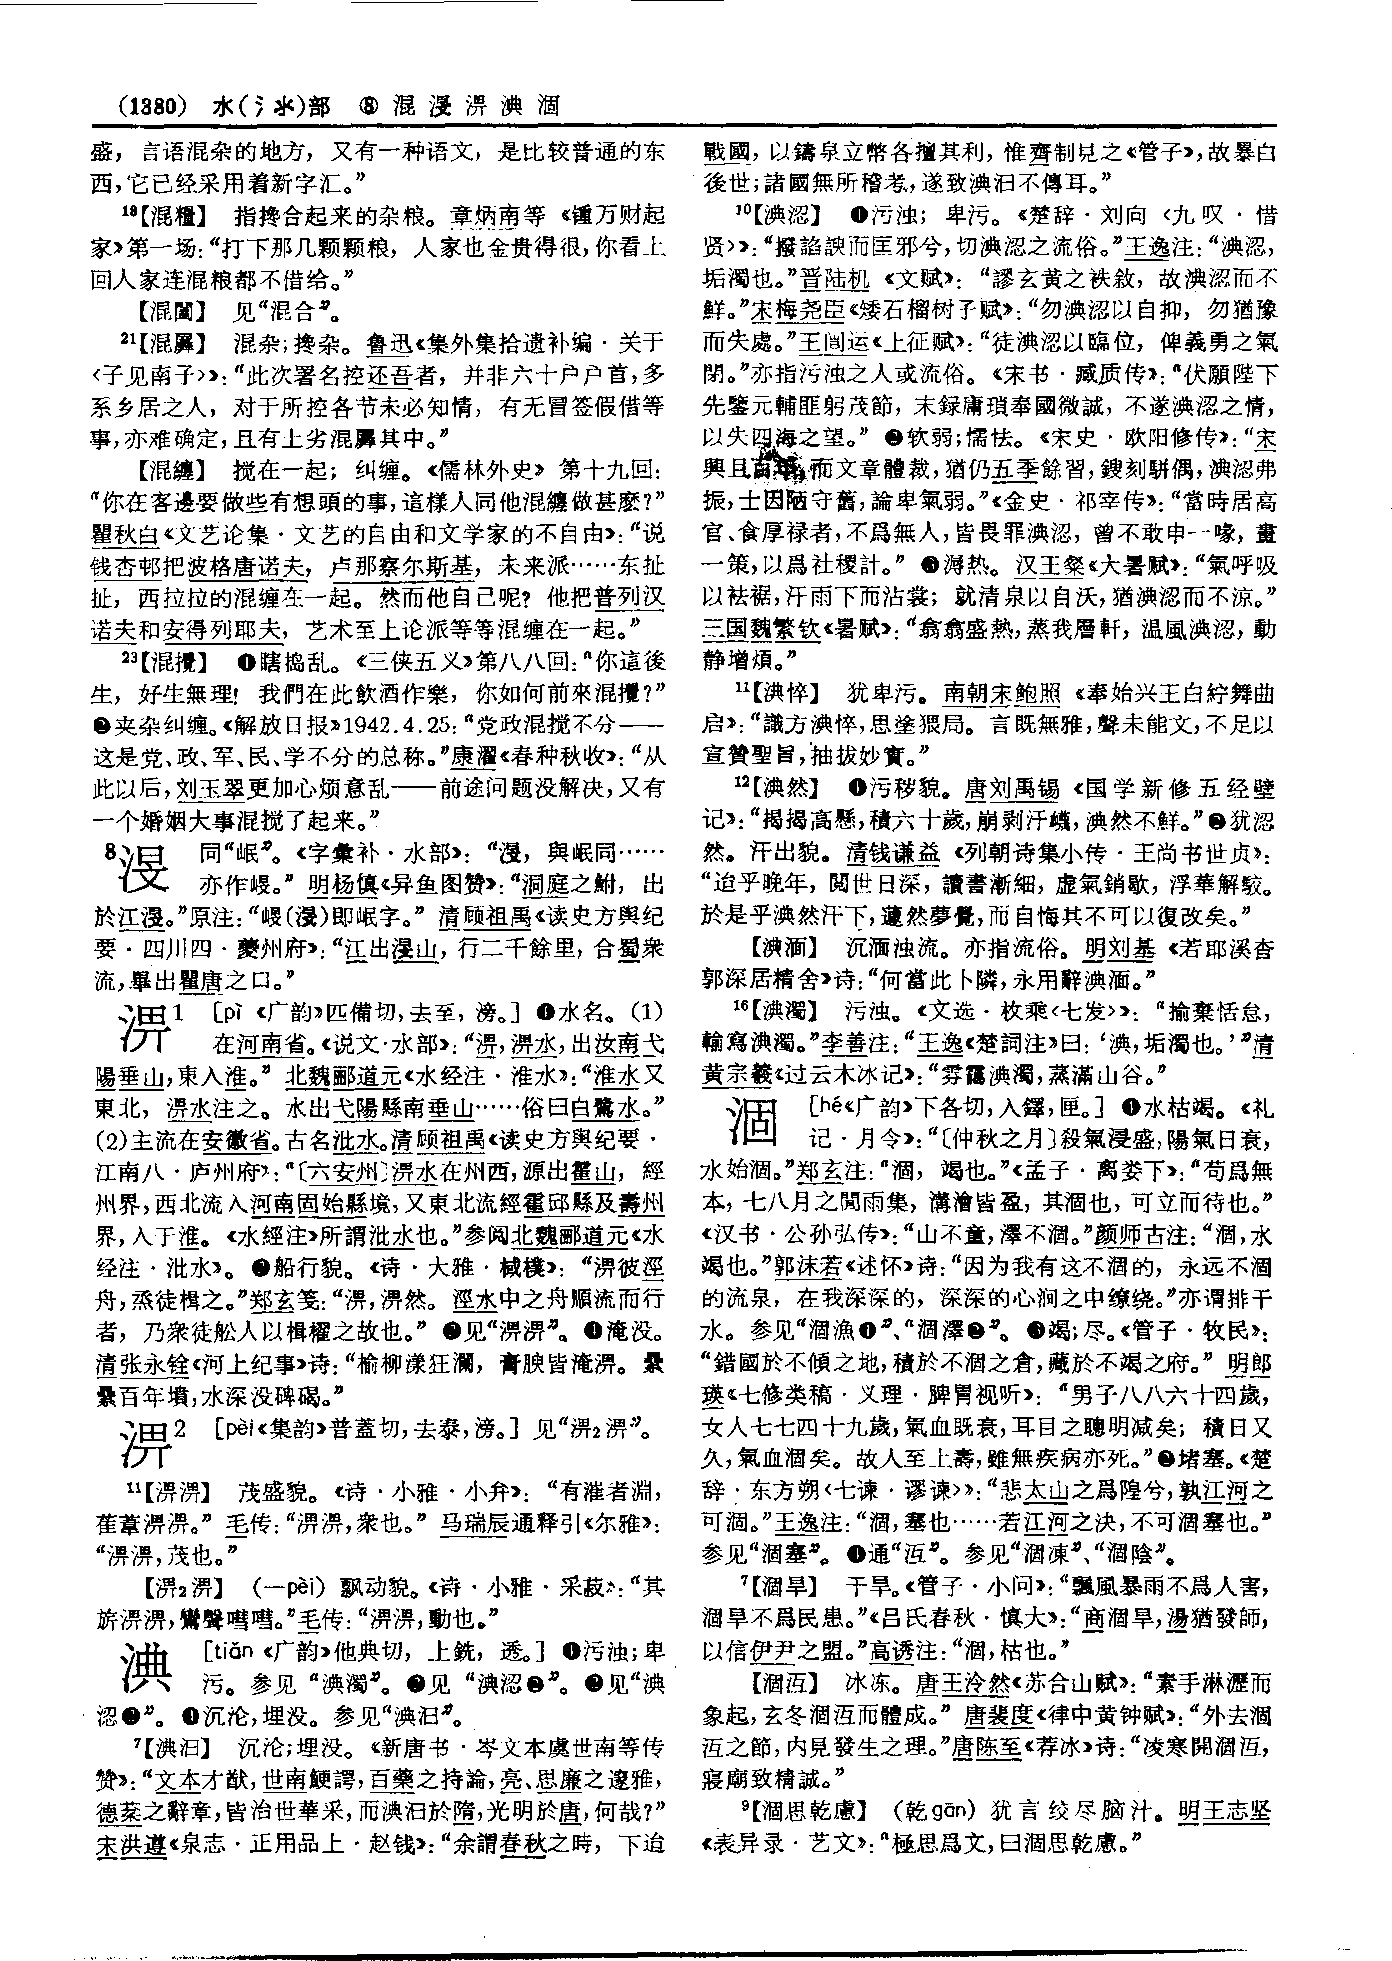 (1380) 水(氵氺)部 ⑧ 混 渂 淠 淟 涸
盛，言语混杂的地方，又有一种语文，是比较普通的东
西，它已经采用着新字汇。”
18【混糧】 指搀合起来的杂粮。章炳南等《锺万财起
家》第一场：“打下那几颗颗粮，人家也金贵得很，你看上
回人家连混粮都不借给。”
【混闔】 见“混合²”。
21【混羼】 混杂；搀杂。鲁迅《集外集拾遗补编·关于
〈子见南子〉》：“此次署名控还吾者，并非六十户户首，多
系乡居之人，对于所控各节未必知情，有无冒签假借等
事，亦难确定，且有土劣混羼其中。”
【混纏】 搅在一起；纠缠。《儒林外史》第十九回：
“你在客邊要做些有想頭的事，這樣人同他混纏做甚麽？”
瞿秋白《文艺论集·文艺的自由和文学家的不自由》：“说
钱杏邨把波格唐诺夫，卢那察尔斯基，未来派……东扯
扯，西拉拉的混缠在一起。然而他自己呢？他把普列汉
诺夫和安得列耶夫，艺术至上论派等等混缠在一起。”
23【混攪】 ❶瞎捣乱。《三侠五义》第八八回：“你這後
生，好生無理！我們在此飲酒作樂，你如何前來混攪？”
❷夹杂纠缠。《解放日报》1942.4.25：“党政混搅不分——
这是党、政、军、民、学不分的总称。”康濯《春种秋收》：“从
此以后，刘玉翠更加心烦意乱——前途问题没解决，又有
一个婚姻大事混搅了起来。”
同“岷”。《字彙补·水部》：“，與岷同……
亦作㟭。”明杨慎《异鱼图赞》：“洞庭之鮒，出
於江。”原注：“㟭()即岷字。”清顾祖禹《读史方舆纪
要·四川四·夔州府》：“江出山，行二千餘里，合蜀衆
流，畢出瞿唐之口。”
淠1 ［pì《广韵》匹備切，去至，滂。］❶水名。(1)
在河南省。《说文·水部》：“淠，淠水，出汝南弋
陽垂山，東入淮。”北魏郦道元《水经注·淮水》：“淮水又
東北，淠水注之。水出弋陽縣南垂山……俗曰白鷺水。”
(2)主流在安徽省。古名沘水。清顾祖禹《读史方舆纪要·
江南八·庐州府》：“〔六安州〕淠水在州西，源出霍山，經
州界，西北流入河南固始縣境，又東北流經霍邱縣及壽州
界，入于淮。《水經注》所謂沘水也。”参阅北魏郦道元《水
经注·沘水》。❷船行貌。《诗·大雅·棫樸》：“淠彼涇
舟，烝徒楫之。”郑玄笺：“淠，淠然。涇水中之舟順流而行
者，乃衆徒舩人以楫櫂之故也。”❸见“淠淠”。❹淹没。
清张永铨《河上纪事》诗：“榆柳漾狂瀾，膏腴皆淹淠。纍
纍百年墳，水深没碑碣。”
淠2 ［pèi《集韵》普蓋切，去泰，滂。］见“淠₂淠”。
11【淠淠】 茂盛貌。《诗·小雅·小弁》：“有漼者淵，
萑葦淠淠。”毛传：“淠淠，衆也。”马瑞辰通释引《尔雅》：
“淠淠，茂也。”
【淠₂淠】 （一pèi）飘动貌。《诗·小雅·采菽》：“其
旂淠淠，鸞聲嘒嘒。”毛传：“淠淠，動也。”
淟 ［tiǎn《广韵》他典切，上銑，透。］❶污浊；卑
污。参见“淟濁”。❷见“淟涊❷”。❸见“淟
涊❸”。❹沉沦，埋没。参见“淟汩”。
7【淟汩】 沉沦；埋没。《新唐书·岑文本虞世南等传
赞》：“文本才猷，世南鯁諤，百藥之持論，亮、思廉之邃雅，
德棻之辭章，皆治世華采，而淟汩於隋，光明於唐，何哉？”
宋洪遵《泉志·正用品上·赵钱》：“余謂春秋之時，下迨
戰國，以鑄泉立幣各擅其利，惟齊制見之《管子》，故暴白
後世；諸國無所稽考，遂致淟汩不傳耳。”
10【淟涊】 ❶污浊；卑污。《楚辞·刘向〈九叹·惜
贤〉》：“撥諂諛而匡邪兮，切淟涊之流俗。”王逸注：“淟涊，
垢濁也。”晋陆机《文赋》：“謬玄黃之袟敘，故淟涊而不
鮮。”宋梅尧臣《矮石榴树子赋》：“勿淟涊以自抑，勿猶豫
而失處。”王闿运《上征赋》：“徒淟涊以臨位，俾義勇之氣
閉。”亦指污浊之人或流俗。《宋书·臧质传》：“伏願陛下
先鑒元輔匪躬茂節，末録庸瑣奉國微誠，不遂淟涊之情，
以失四海之望。”❷软弱；懦怯。《宋史·欧阳修传》：“宋
興且百年，而文章體裁，猶仍五季餘習，鎪刻駢偶，淟涊弗
振，士因陋守舊，論卑氣弱。”《金史·祁宰传》：“當時居高
官、食厚禄者，不爲無人，皆畏罪淟涊，曾不敢申一喙，畫
一策，以爲社稷計。”❸溽热。汉王粲《大暑赋》：“氣呼吸
以祛裾，汗雨下而沾裳；就清泉以自沃，猶淟涊而不涼。”
三国魏繁钦《暑赋》：“翕翕盛熱，蒸我層軒，温風淟涊，動
静增煩。”
11【淟悴】 犹卑污。南朝宋鲍照《奉始兴王白紵舞曲
启》：“識方淟悴，思塗猥局。言既無雅，聲未能文，不足以
宣贊聖旨，抽拔妙實。”
12【淟然】 ❶污秽貌。唐刘禹锡《国学新修五经壁
记》：“揭揭高懸，積六十歲，崩剥汙衊，淟然不鮮。”❷犹涊
然。汗出貌。清钱谦益《列朝诗集小传·王尚书世贞》：
“迨乎晚年，閲世日深，讀書漸細，虚氣銷歇，浮華解駮。
於是乎淟然汗下，蘧然夢覺，而自悔其不可以復改矣。”
【淟湎】 沉湎浊流。亦指流俗。明刘基《若耶溪杳
郭深居精舍》诗：“何當此卜隣，永用辭淟湎。”
16【淟濁】 污浊。《文选·枚乘〈七发〉》：“揄棄恬怠，
輸寫淟濁。”李善注：“王逸《楚詞注》曰：‘淟，垢濁也。’”清
黄宗羲《过云木冰记》：“雰靄淟濁，蒸滿山谷。”
涸 ［hé《广韵》下各切，入鐸，匣。］❶水枯竭。《礼
记·月令》：“〔仲秋之月〕殺氣浸盛，陽氣日衰，
水始涸。”郑玄注：“涸，竭也。”《孟子·离娄下》：“苟爲無
本，七八月之閒雨集，溝澮皆盈，其涸也，可立而待也。”
《汉书·公孙弘传》：“山不童，澤不涸。”颜师古注：“涸，水
竭也。”郭沫若《述怀》诗：“因为我有这不涸的，永远不涸
的流泉，在我深深的，深深的心涧之中缭绕。”亦谓排干
水。参见“涸漁❶”、“涸澤❷”。❷竭；尽。《管子·牧民》：
“錯國於不傾之地，積於不涸之倉，藏於不竭之府。”明郎
瑛《七修类稿·义理·脾胃视听》：“男子八八六十四歲，
女人七七四十九歲，氣血既衰，耳目之聰明减矣；積日又
久，氣血涸矣。故人至上壽，雖無疾病亦死。”❸堵塞。《楚
辞·东方朔〈七谏·谬谏〉》：“悲太山之爲隍兮，孰江河之
可涸。”王逸注：“涸，塞也……若江河之決，不可涸塞也。”
参见“涸塞”。❹通“沍”。参见“涸凍”、“涸陰”。
7【涸旱】 干旱。《管子·小问》：“飄風暴雨不爲人害，
涸旱不爲民患。”《吕氏春秋·慎大》：“商涸旱，湯猶發師，
以信伊尹之盟。”高诱注：“涸，枯也。”
【涸沍】 冰冻。唐王泠然《苏合山赋》：“素手淋瀝而
象起，玄冬涸沍而體成。”唐裴度《律中黄钟赋》：“外去涸
沍之節，内見發生之理。”唐陈至《荐冰》诗：“凌寒開涸沍，
寢廟致精誠。”
9【涸思乾慮】 （乾gān）犹言绞尽脑汁。明王志坚
《表异录·艺文》：“極思爲文，曰涸思乾慮。”